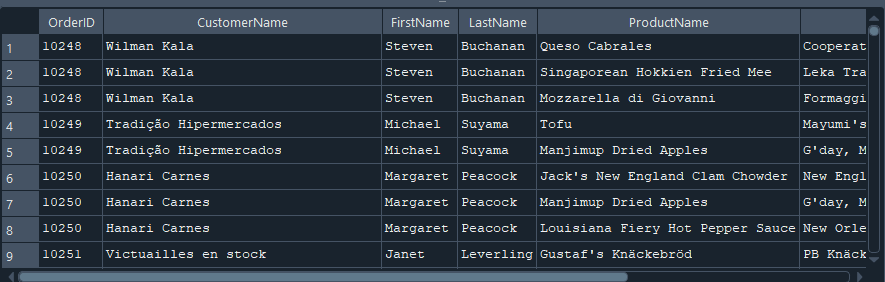 OrderID CustomerName FirstName LastName ProductName
1 10248 Wilman Kala Steven Buchanan Queso Cabrales Cooperat
2 10248 Wilman Kala Steven Buchanan Singaporean Hokkien Fried Mee Leka Tra
3 10248 Wilman Kala Steven Buchanan Mozzarella di Giovanni Formaggi
4 10249 Tradição Hipermercados Michael Suyama Tofu Mayumi's
5 10249 Tradição Hipermercados Michael Suyama Manjimup Dried Apples G'day, M
6 10250 Hanari Carnes Margaret Peacock Jack's New England Clam Chowder New Engl
7 10250 Hanari Carnes Margaret Peacock Manjimup Dried Apples G'day, M
8 10250 Hanari Carnes Margaret Peacock Louisiana Fiery Hot Pepper Sauce New Orle
9 10251 Victuailles en stock Janet Leverling Gustaf's Knäckebröd PB Knäck